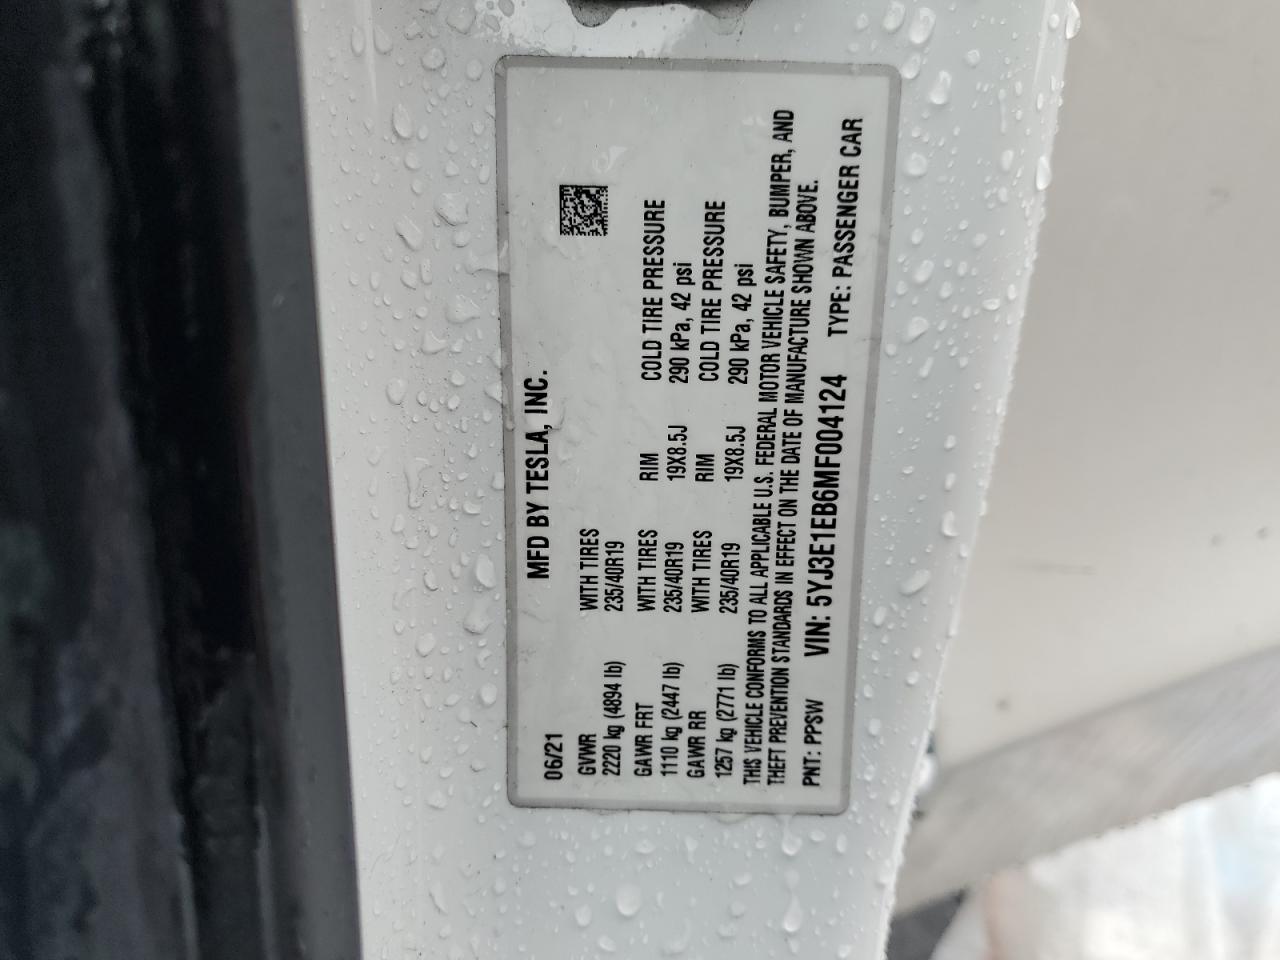 MFD BY TESLA, INC.
06/21
GVWR WITH TIRES
2220 kg (4894 lb) 235/40R19
GAWR FRT WITH TIRES RIM COLD TIRE PRESSURE
1110 kg (2447 lb) 235/40R19 19X8.5J 290 kPa, 42 psi
GAWR RR WITH TIRES RIM COLD TIRE PRESSURE
1257 kg (2771 lb) 235/40R19 19X8.5J 290 kPa, 42 psi
THIS VEHICLE CONFORMS TO ALL APPLICABLE U.S. FEDERAL MOTOR VEHICLE SAFETY, BUMPER, AND
THEFT PREVENTION STANDARDS IN EFFECT ON THE DATE OF MANUFACTURE SHOWN ABOVE.
PNT: PPSW VIN: 5YJ3E1EB6MF004124 TYPE: PASSENGER CAR